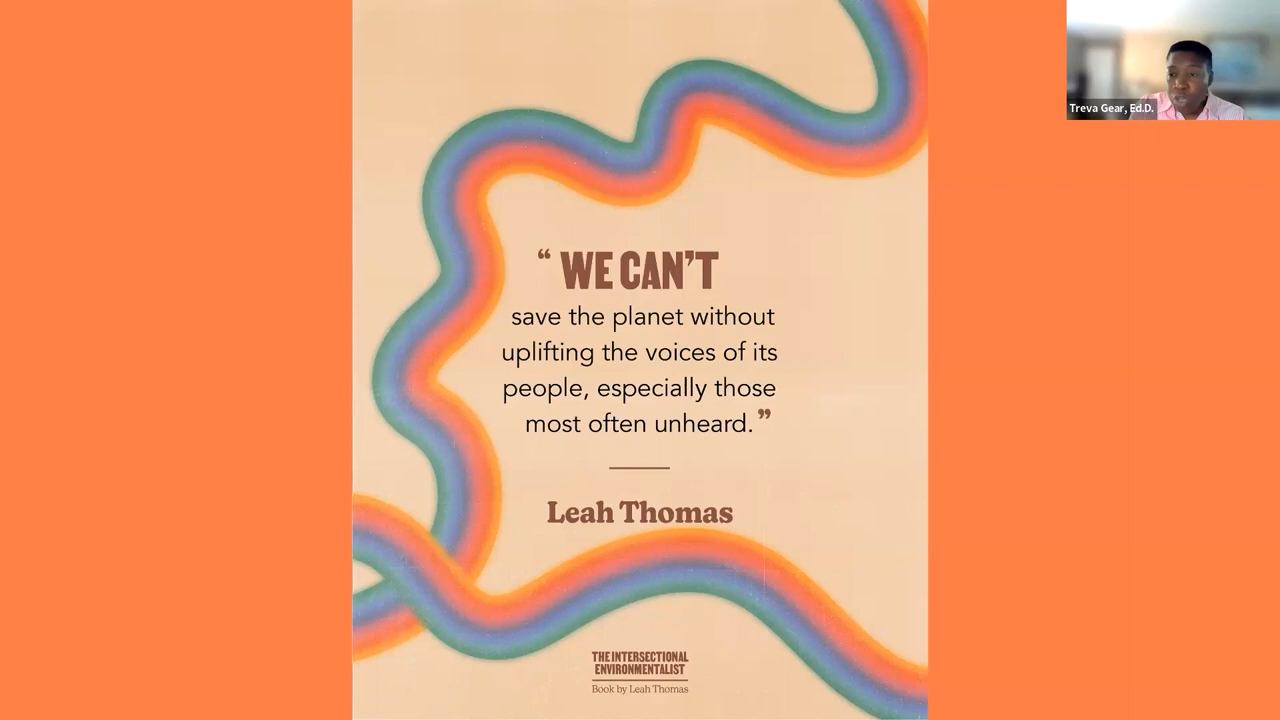 “ WE CAN’T
save the planet without
uplifting the voices of its
people, especially those
most often unheard.”
Leah Thomas
THE INTERSECTIONAL
ENVIRONMENTALIST
Book by Leah Thomas
Treva Gear, Ed.D.